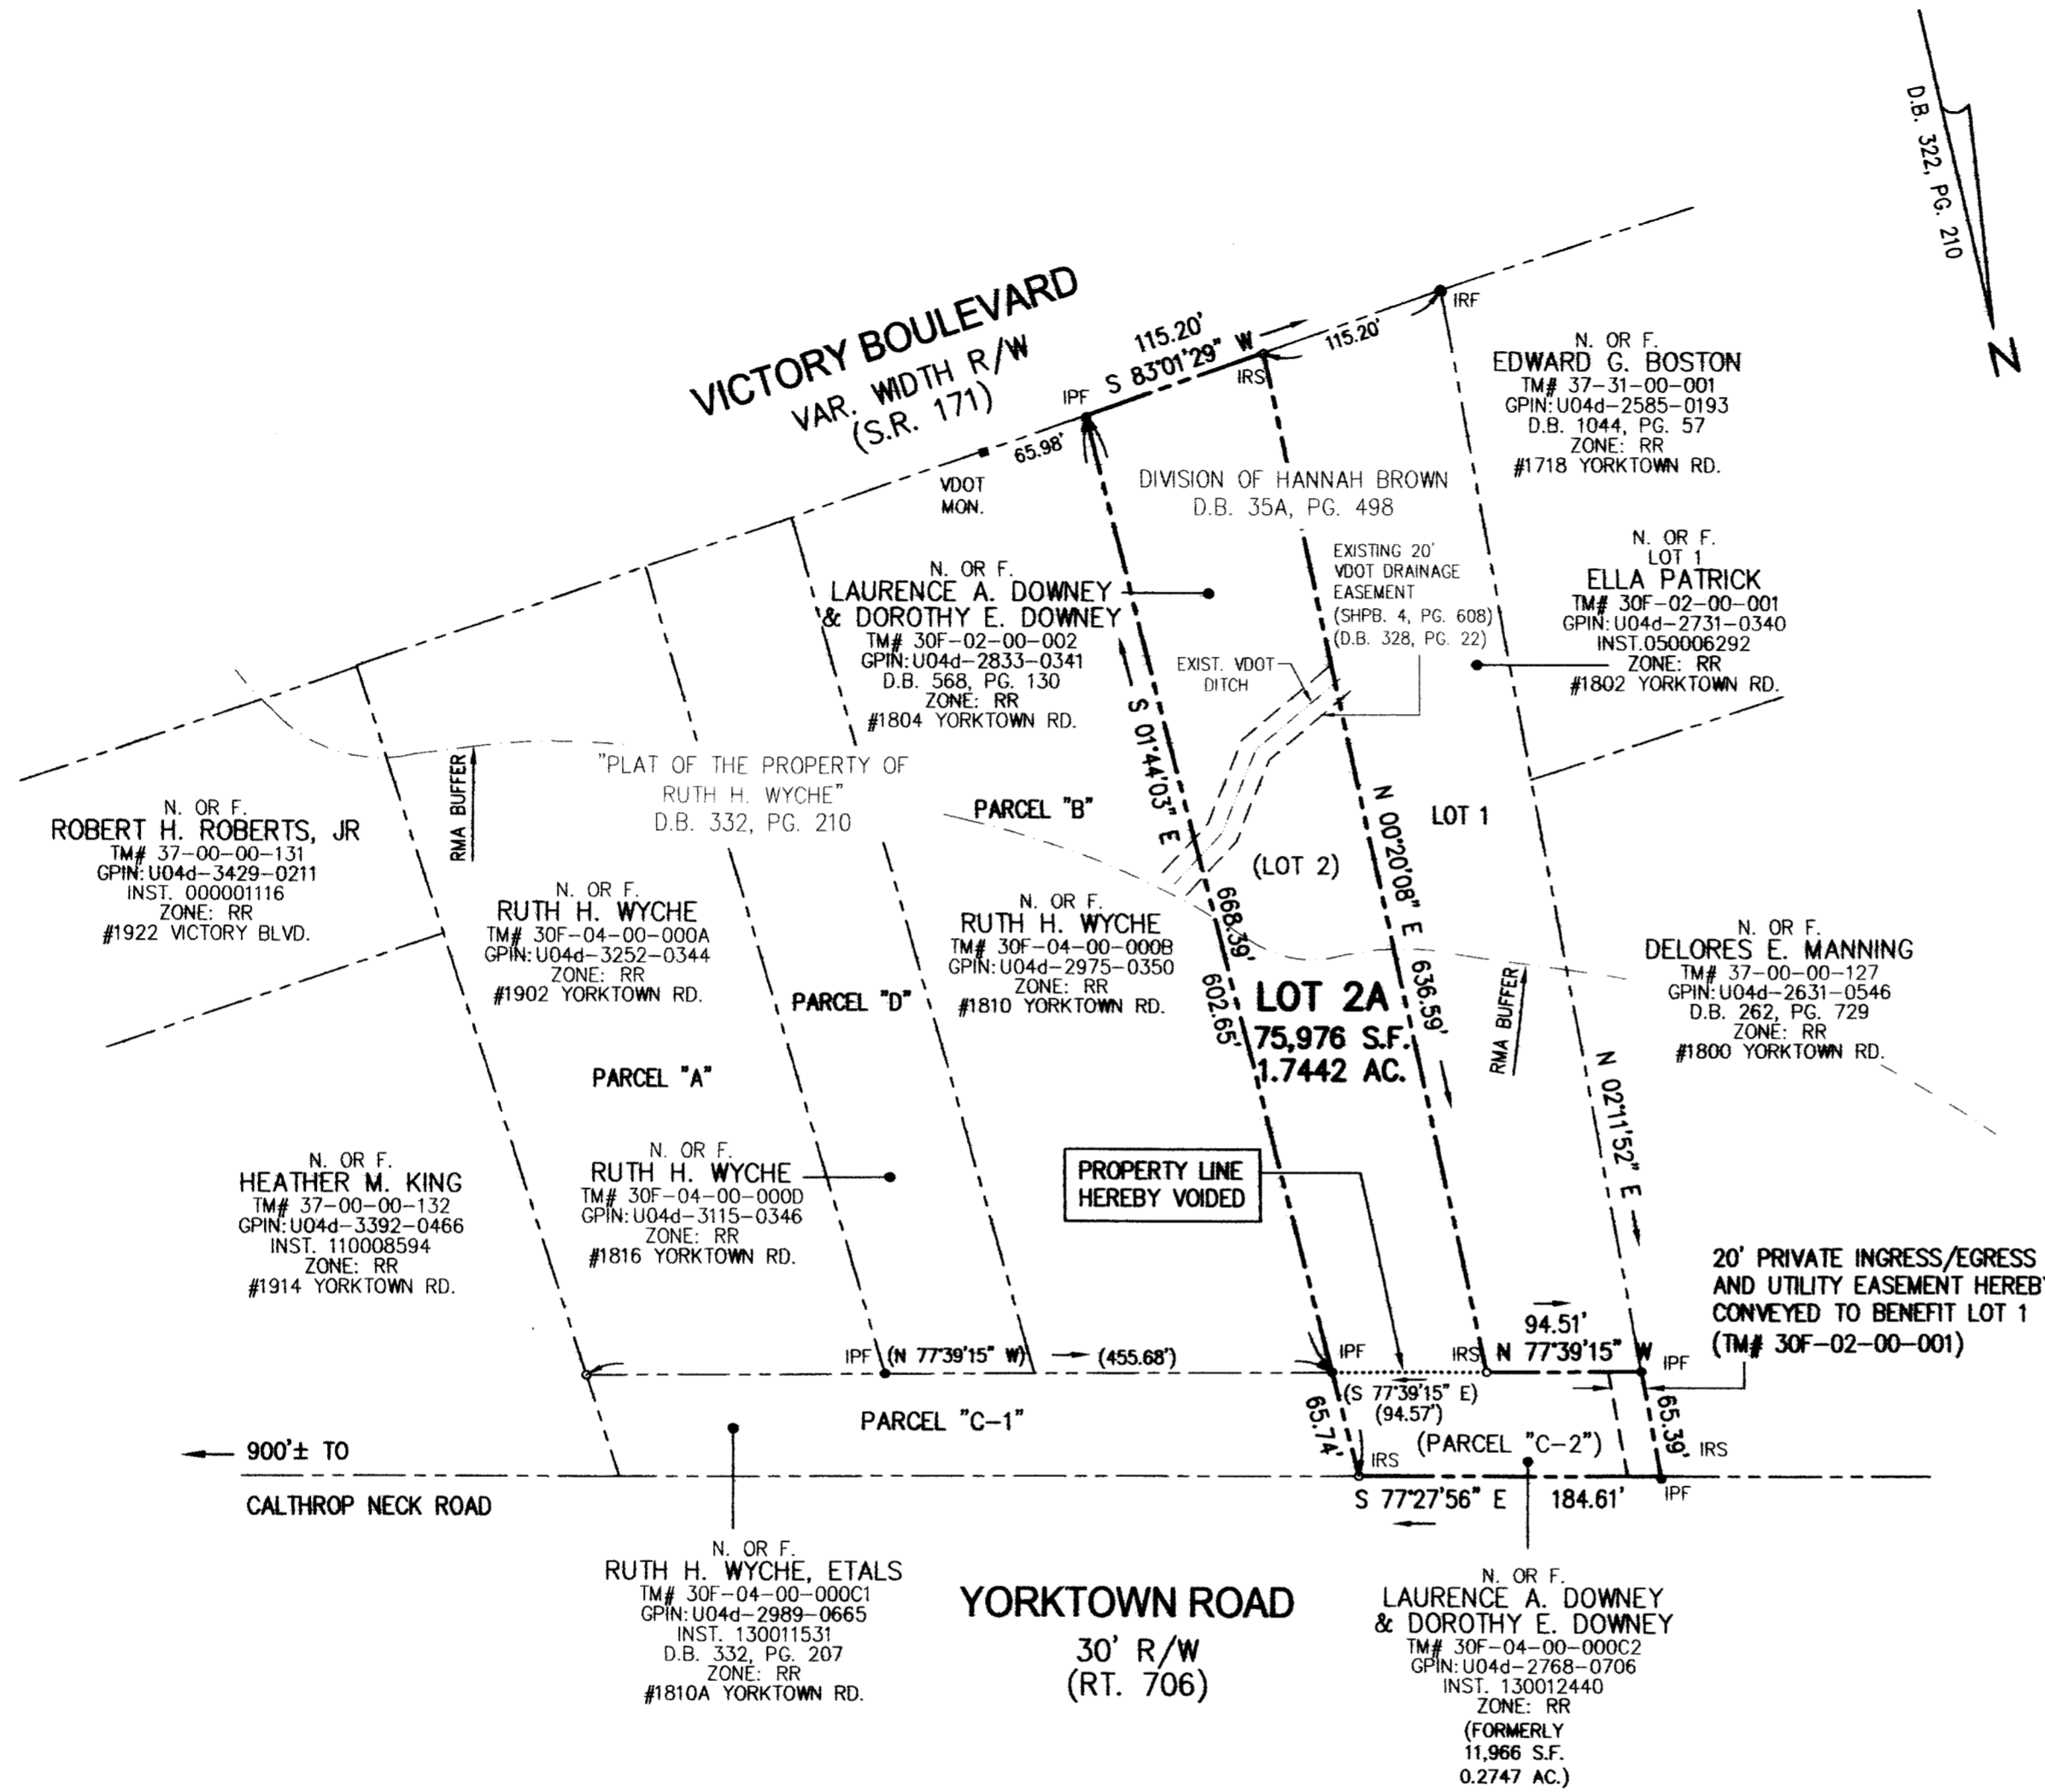 D.B. 322, PG. 210
N
VICTORY BOULEVARD
VAR. WIDTH R/W
(S.R. 171)
115.20'
S 83°01'29" W
115.20'
IPF
IRS
IRF
65.98'
VDOT
MON.
DIVISION OF HANNAH BROWN
D.B. 35A, PG. 498
N. OR F.
EDWARD G. BOSTON
TM# 37-31-00-001
GPIN:U04d-2585-0193
D.B. 1044, PG. 57
ZONE: RR
#1718 YORKTOWN RD.
N. OR F.
LAURENCE A. DOWNEY
& DOROTHY E. DOWNEY
TM# 30F-02-00-002
GPIN:U04d-2833-0341
D.B. 568, PG. 130
ZONE: RR
#1804 YORKTOWN RD.
EXISTING 20'
VDOT DRAINAGE
EASEMENT
(SHPB. 4, PG. 608)
(D.B. 328, PG. 22)
EXIST. VDOT
DITCH
N. OR F.
LOT 1
ELLA PATRICK
TM# 30F-02-00-001
GPIN:U04d-2731-0340
INST.050006292
ZONE: RR
#1802 YORKTOWN RD.
S 01°44'03" E
668.39'
602.65'
N 00°20'08" E 636.59'
"PLAT OF THE PROPERTY OF
RUTH H. WYCHE"
D.B. 332, PG. 210
RMA BUFFER
PARCEL "B"
LOT 1
(LOT 2)
N. OR F.
ROBERT H. ROBERTS, JR
TM# 37-00-00-131
GPIN:U04d-3429-0211
INST. 000001116
ZONE: RR
#1922 VICTORY BLVD.
N. OR F.
RUTH H. WYCHE
TM# 30F-04-00-000A
GPIN:U04d-3252-0344
ZONE: RR
#1902 YORKTOWN RD.
N. OR F.
RUTH H. WYCHE
TM# 30F-04-00-000B
GPIN:U04d-2975-0350
ZONE: RR
#1810 YORKTOWN RD.
PARCEL "D"
LOT 2A
75,976 S.F.
1.7442 AC.
RMA BUFFER
N. OR F.
DELORES E. MANNING
TM# 37-00-00-127
GPIN:U04d-2631-0546
D.B. 262, PG. 729
ZONE: RR
#1800 YORKTOWN RD.
N 02°11'52" E
PARCEL "A"
N. OR F.
HEATHER M. KING
TM# 37-00-00-132
GPIN:U04d-3392-0466
INST. 110008594
ZONE: RR
#1914 YORKTOWN RD.
N. OR F.
RUTH H. WYCHE
TM# 30F-04-00-000D
GPIN:U04d-3115-0346
ZONE: RR
#1816 YORKTOWN RD.
PROPERTY LINE
HEREBY VOIDED
20' PRIVATE INGRESS/EGRESS
AND UTILITY EASEMENT HEREBY
CONVEYED TO BENEFIT LOT 1
(TM# 30F-02-00-001)
IPF
(N 77°39'15" W)
(455.68')
IPF
IRS
94.51'
N 77°39'15" W
IPF
(S 77°39'15" E)
(94.57')
65.74'
65.39'
PARCEL "C-1"
(PARCEL "C-2")
IRS
IRS
IPF
900'± TO
CALTHROP NECK ROAD
S 77°27'56" E
184.61'
N. OR F.
RUTH H. WYCHE, ETALS
TM# 30F-04-00-000C1
GPIN:U04d-2989-0665
INST. 130011531
D.B. 332, PG. 207
ZONE: RR
#1810A YORKTOWN RD.
YORKTOWN ROAD
30' R/W
(RT. 706)
N. OR F.
LAURENCE A. DOWNEY
& DOROTHY E. DOWNEY
TM# 30F-04-00-000C2
GPIN:U04d-2768-0706
INST. 130012440
ZONE: RR
(FORMERLY
11,966 S.F.
0.2747 AC.)